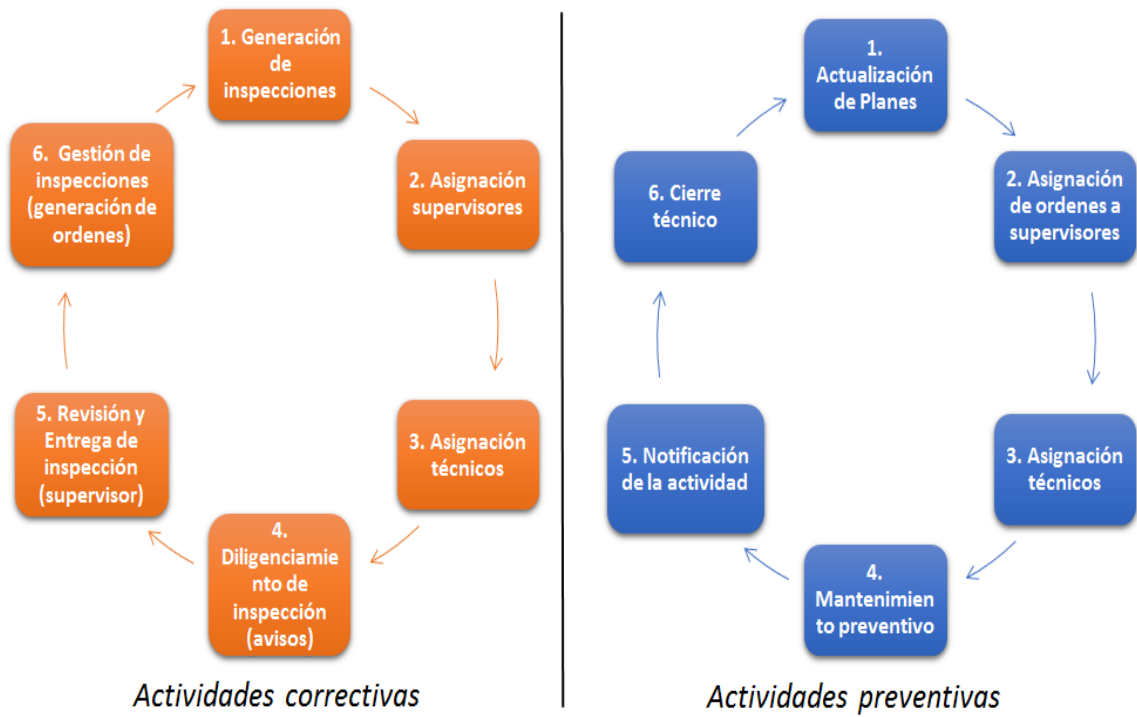 1. Generación
de
inspecciones
2. Asignación
supervisores
3. Asignación
técnicos
4.
Diligenciamie
nto de
inspección
(avisos)
5. Revisión y
Entrega de
inspección
(supervisor)
6. Gestión de
inspecciones
(generación de
ordenes)
Actividades correctivas
1.
Actualización
de Planes
2. Asignación
de ordenes a
supervisores
3. Asignación
técnicos
4.
Mantenimien
to preventivo
5. Notificación
de la actividad
6. Cierre
técnico
Actividades preventivas